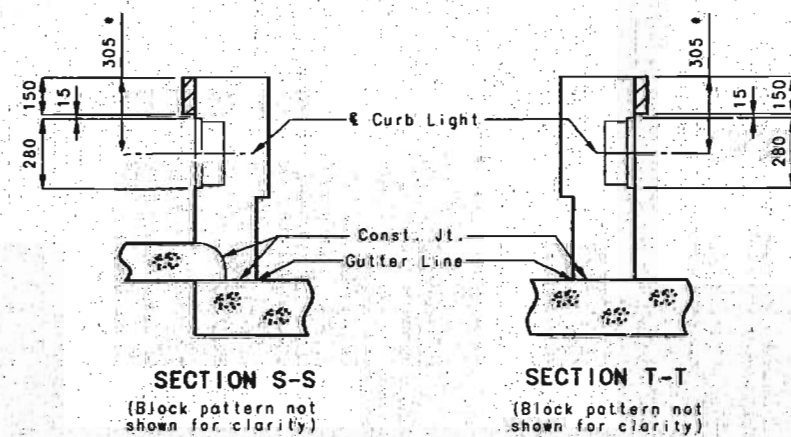 305 *
305 *
150
15
280
15
150
280
℄ Curb Light
Const. Jt.
Gutter Line
SECTION S-S
(Block pattern not
shown for clarity)
SECTION T-T
(Block pattern not
shown for clarity)